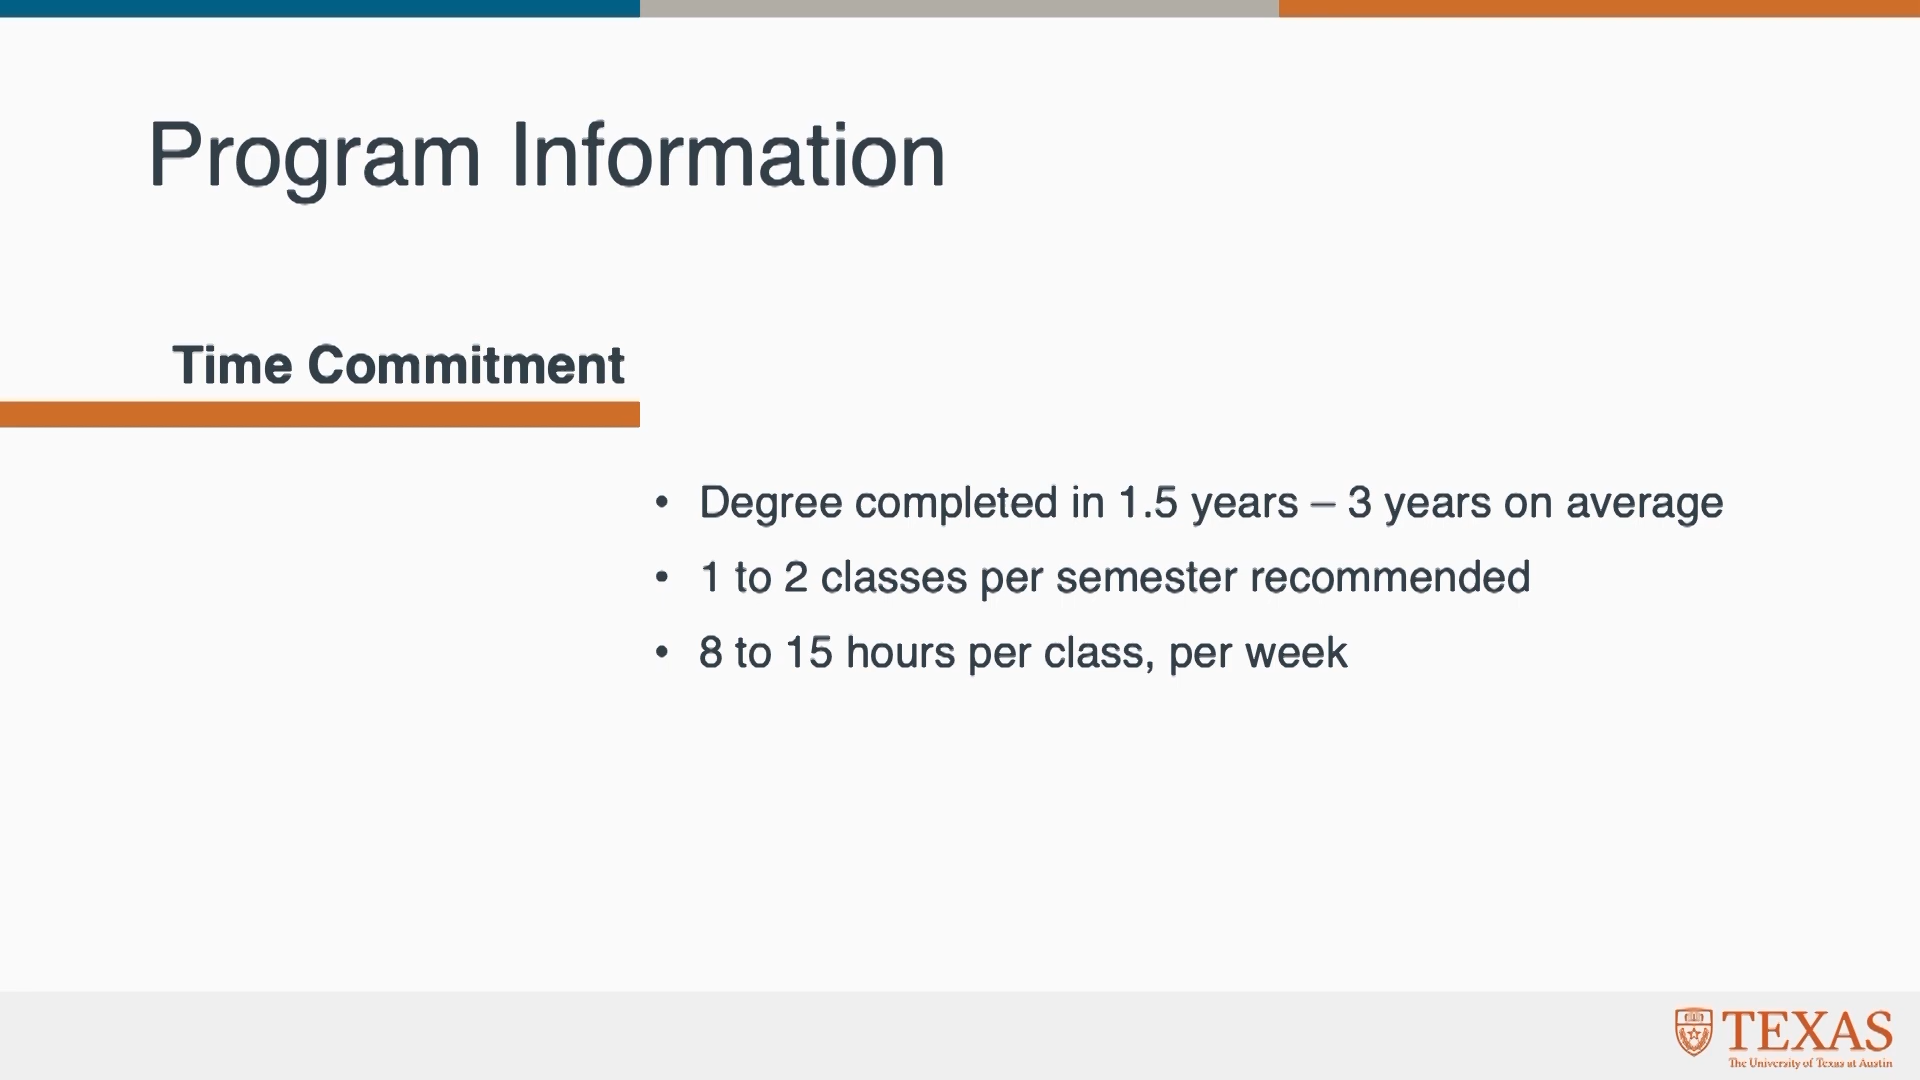 Program Information
Time Commitment
• Degree completed in 1.5 years – 3 years on average
• 1 to 2 classes per semester recommended
• 8 to 15 hours per class, per week
TEXAS
The University of Texas at Austin